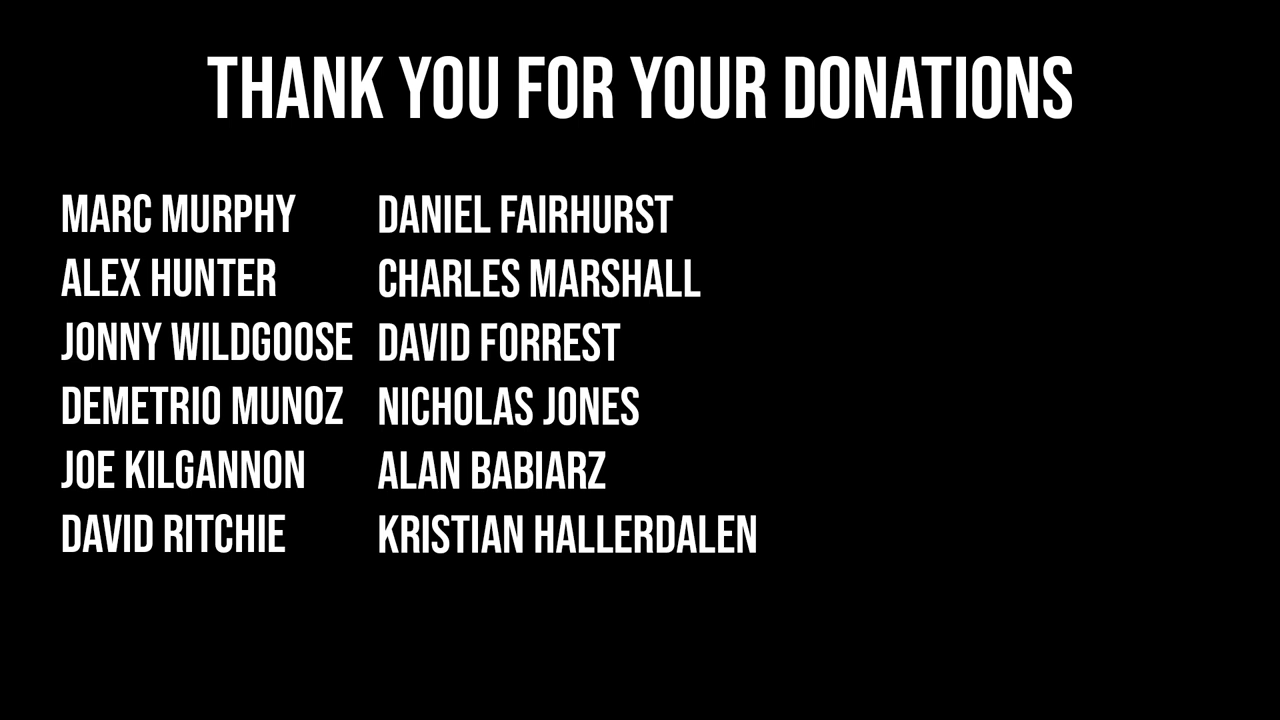 THANK YOU FOR YOUR DONATIONS
MARC MURPHY
ALEX HUNTER
JONNY WILDGOOSE
DEMETRIO MUNOZ
JOE KILGANNON
DAVID RITCHIE
DANIEL FAIRHURST
CHARLES MARSHALL
DAVID FORREST
NICHOLAS JONES
ALAN BABIARZ
KRISTIAN HALLERDALEN